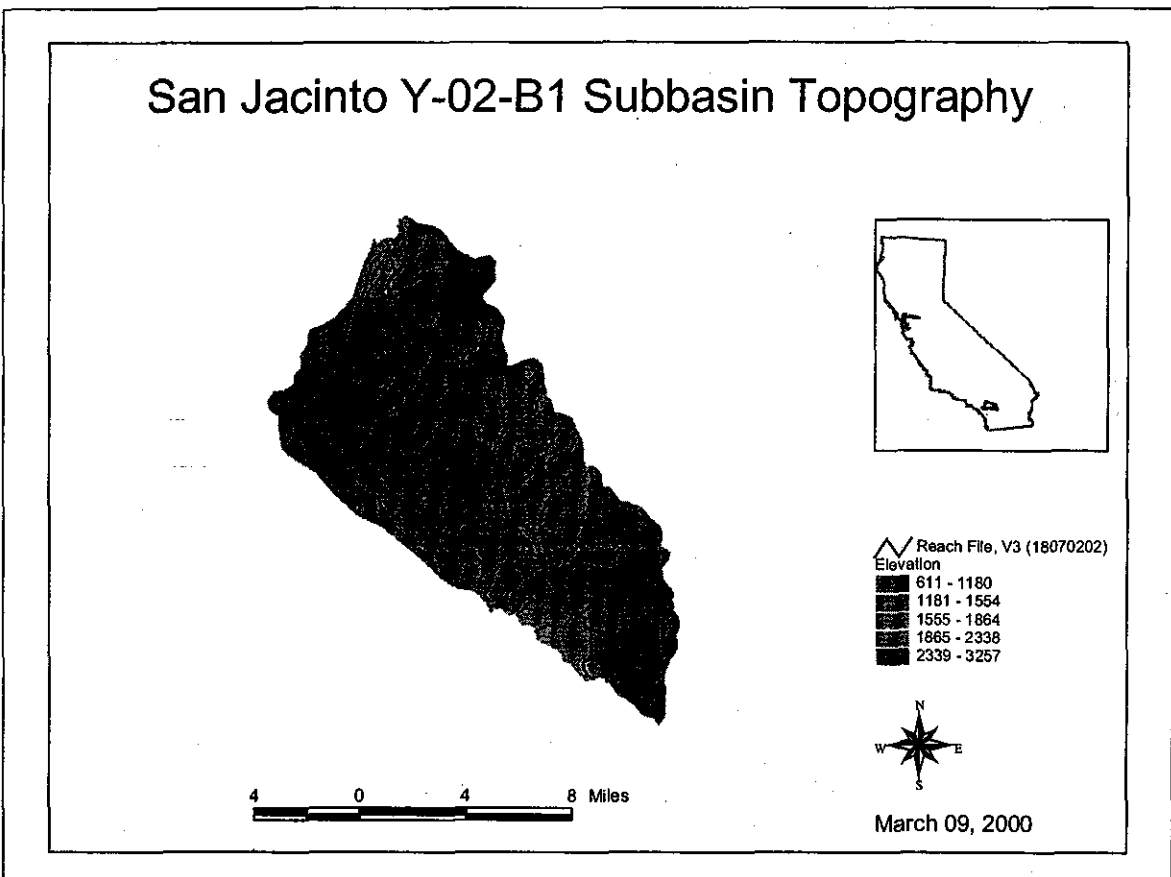 San Jacinto Y-02-B1 Subbasin Topography
Reach File, V3 (18070202)
Elevation
611 - 1180
1181 - 1554
1555 - 1864
1865 - 2338
2339 - 3257
N
W E
S
4 0 4 8 Miles
March 09, 2000